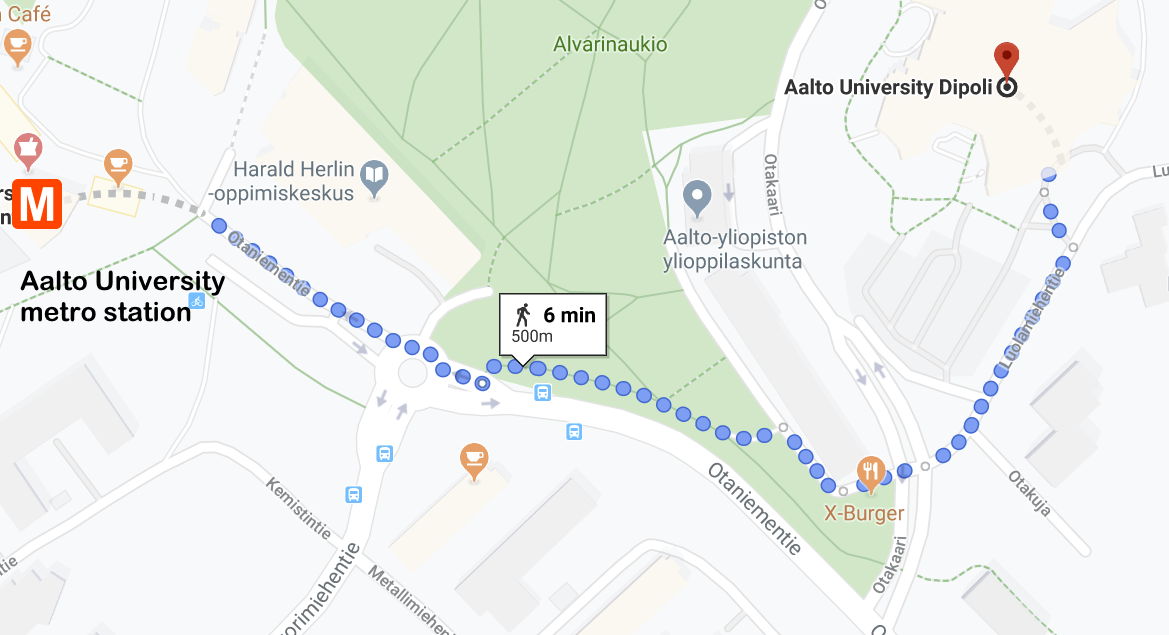 Café
Alvarinaukio
Aalto University Dipoli
Harald Herlin
-oppimiskeskus
Otakaari
M
Aalto-yliopiston
ylioppilaskunta
Otaniementie
Aalto University
metro station
6 min
500m
Luolamiehentie
Otaniementie
X-Burger
Otakuja
Kemistintie
Otakaari